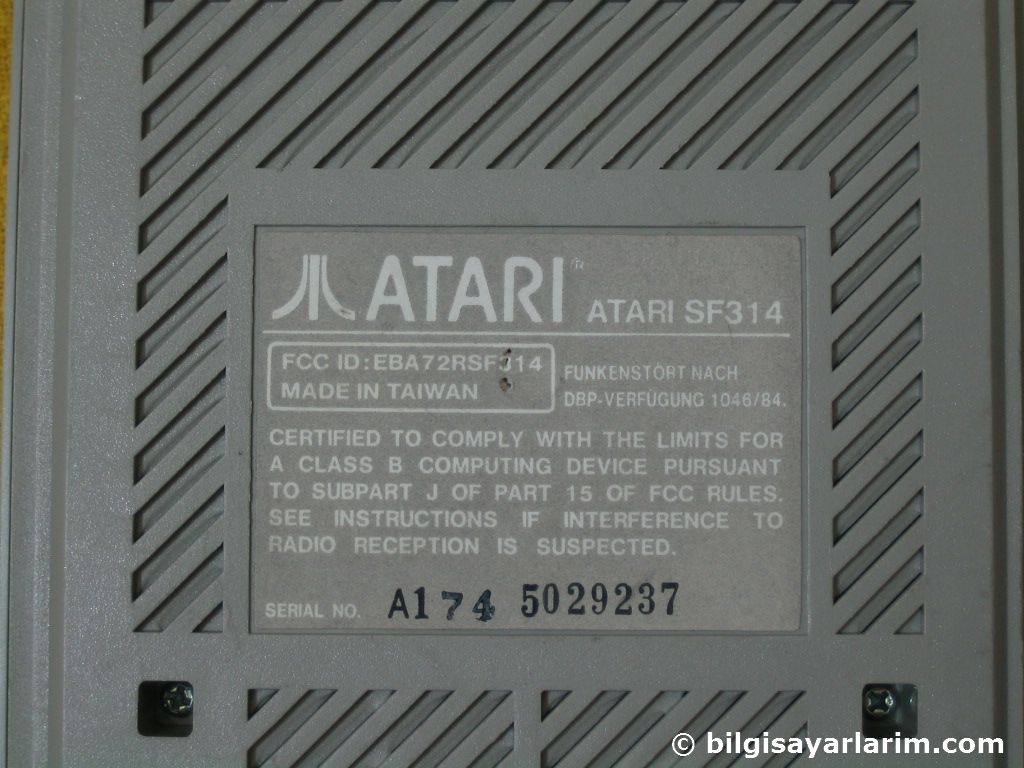 ATARI® ATARI SF314
FCC ID:EBA72RSF314
MADE IN TAIWAN
FUNKENSTÖRT NACH
DBP-VERFÜGUNG 1046/84.
CERTIFIED TO COMPLY WITH THE LIMITS FOR
A CLASS B COMPUTING DEVICE PURSUANT
TO SUBPART J OF PART 15 OF FCC RULES.
SEE INSTRUCTIONS IF INTERFERENCE TO
RADIO RECEPTION IS SUSPECTED.
SERIAL NO. A174 5029237
© bilgisayarlarim.com